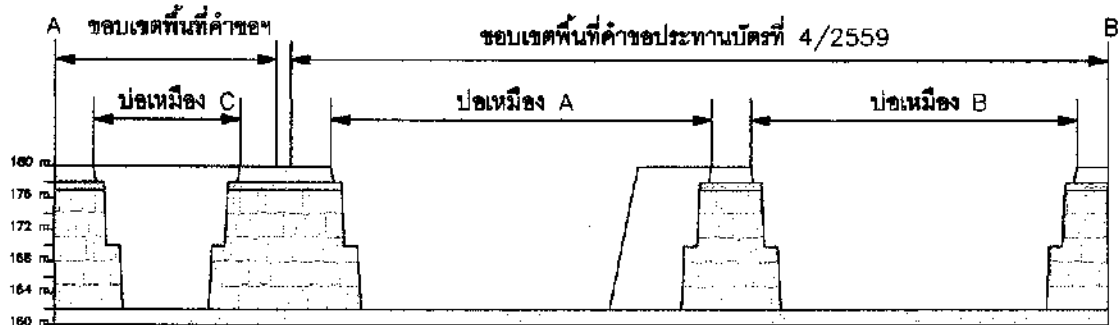 A ขอบเขตพื้นที่คำขอฯ ขอบเขตพื้นที่คำขอประทานบัตรที่ 4/2559 B
บ่อเหมือง C บ่อเหมือง A บ่อเหมือง B
180 m.
176 m.
172 m.
168 m.
164 m.
160 m.